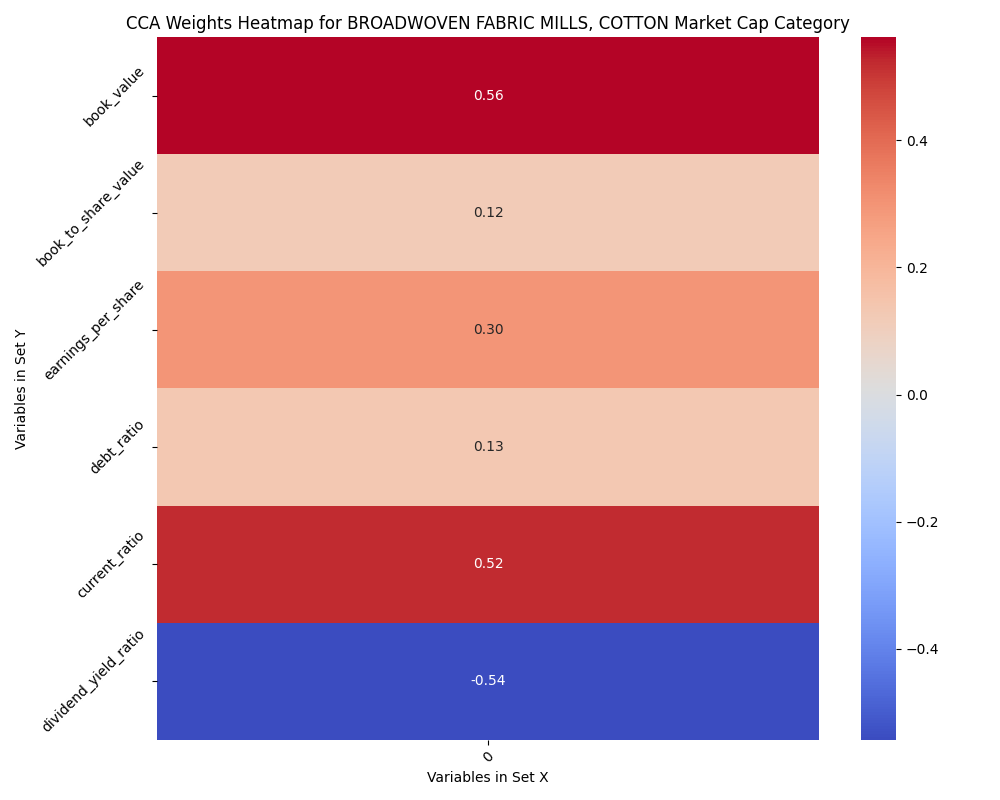 CCA Weights Heatmap for BROADWOVEN FABRIC MILLS, COTTON Market Cap Category
Variables in Set Y
book_value
0.56
book_to_share_value
0.12
earnings_per_share
0.30
debt_ratio
0.13
current_ratio
0.52
dividend_yield_ratio
-0.54
0
Variables in Set X
0.4
0.2
0.0
−0.2
−0.4